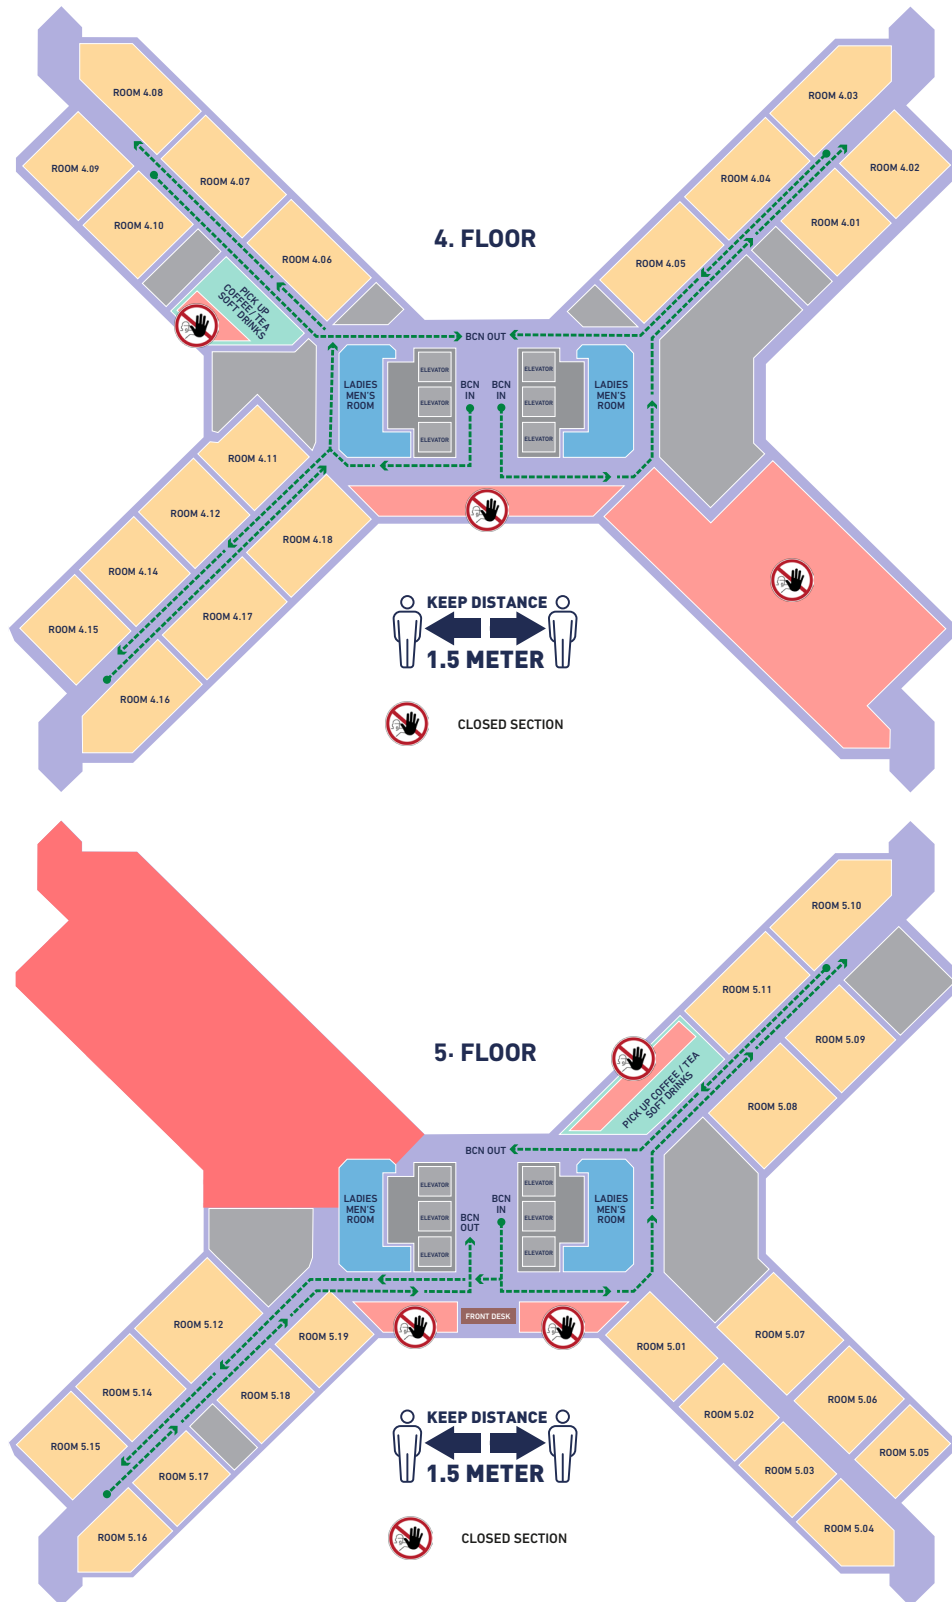 ROOM 4.08
ROOM 4.03
ROOM 4.09
ROOM 4.07
ROOM 4.04
ROOM 4.02
ROOM 4.10
ROOM 4.01
4. FLOOR
ROOM 4.06
ROOM 4.05
PICK UP
COFFEE/TEA
SOFT DRINKS
BCN OUT
LADIES
MEN'S
ROOM
ELEVATOR
ELEVATOR
ELEVATOR
BCN
IN
BCN
IN
ELEVATOR
ELEVATOR
ELEVATOR
LADIES
MEN'S
ROOM
ROOM 4.11
ROOM 4.12
ROOM 4.18
ROOM 4.14
ROOM 4.17
ROOM 4.15
ROOM 4.16
KEEP DISTANCE
1.5 METER
CLOSED SECTION
ROOM 5.10
ROOM 5.11
ROOM 5.09
5. FLOOR
PICK UP COFFEE / TEA
SOFT DRINKS
ROOM 5.08
BCN OUT
LADIES
MEN'S
ROOM
ELEVATOR
ELEVATOR
ELEVATOR
BCN
OUT
BCN
IN
ELEVATOR
ELEVATOR
ELEVATOR
LADIES
MEN'S
ROOM
FRONT DESK
ROOM 5.12
ROOM 5.19
ROOM 5.01
ROOM 5.07
ROOM 5.14
ROOM 5.18
ROOM 5.02
ROOM 5.06
ROOM 5.15
ROOM 5.17
ROOM 5.03
ROOM 5.05
ROOM 5.16
ROOM 5.04
KEEP DISTANCE
1.5 METER
CLOSED SECTION